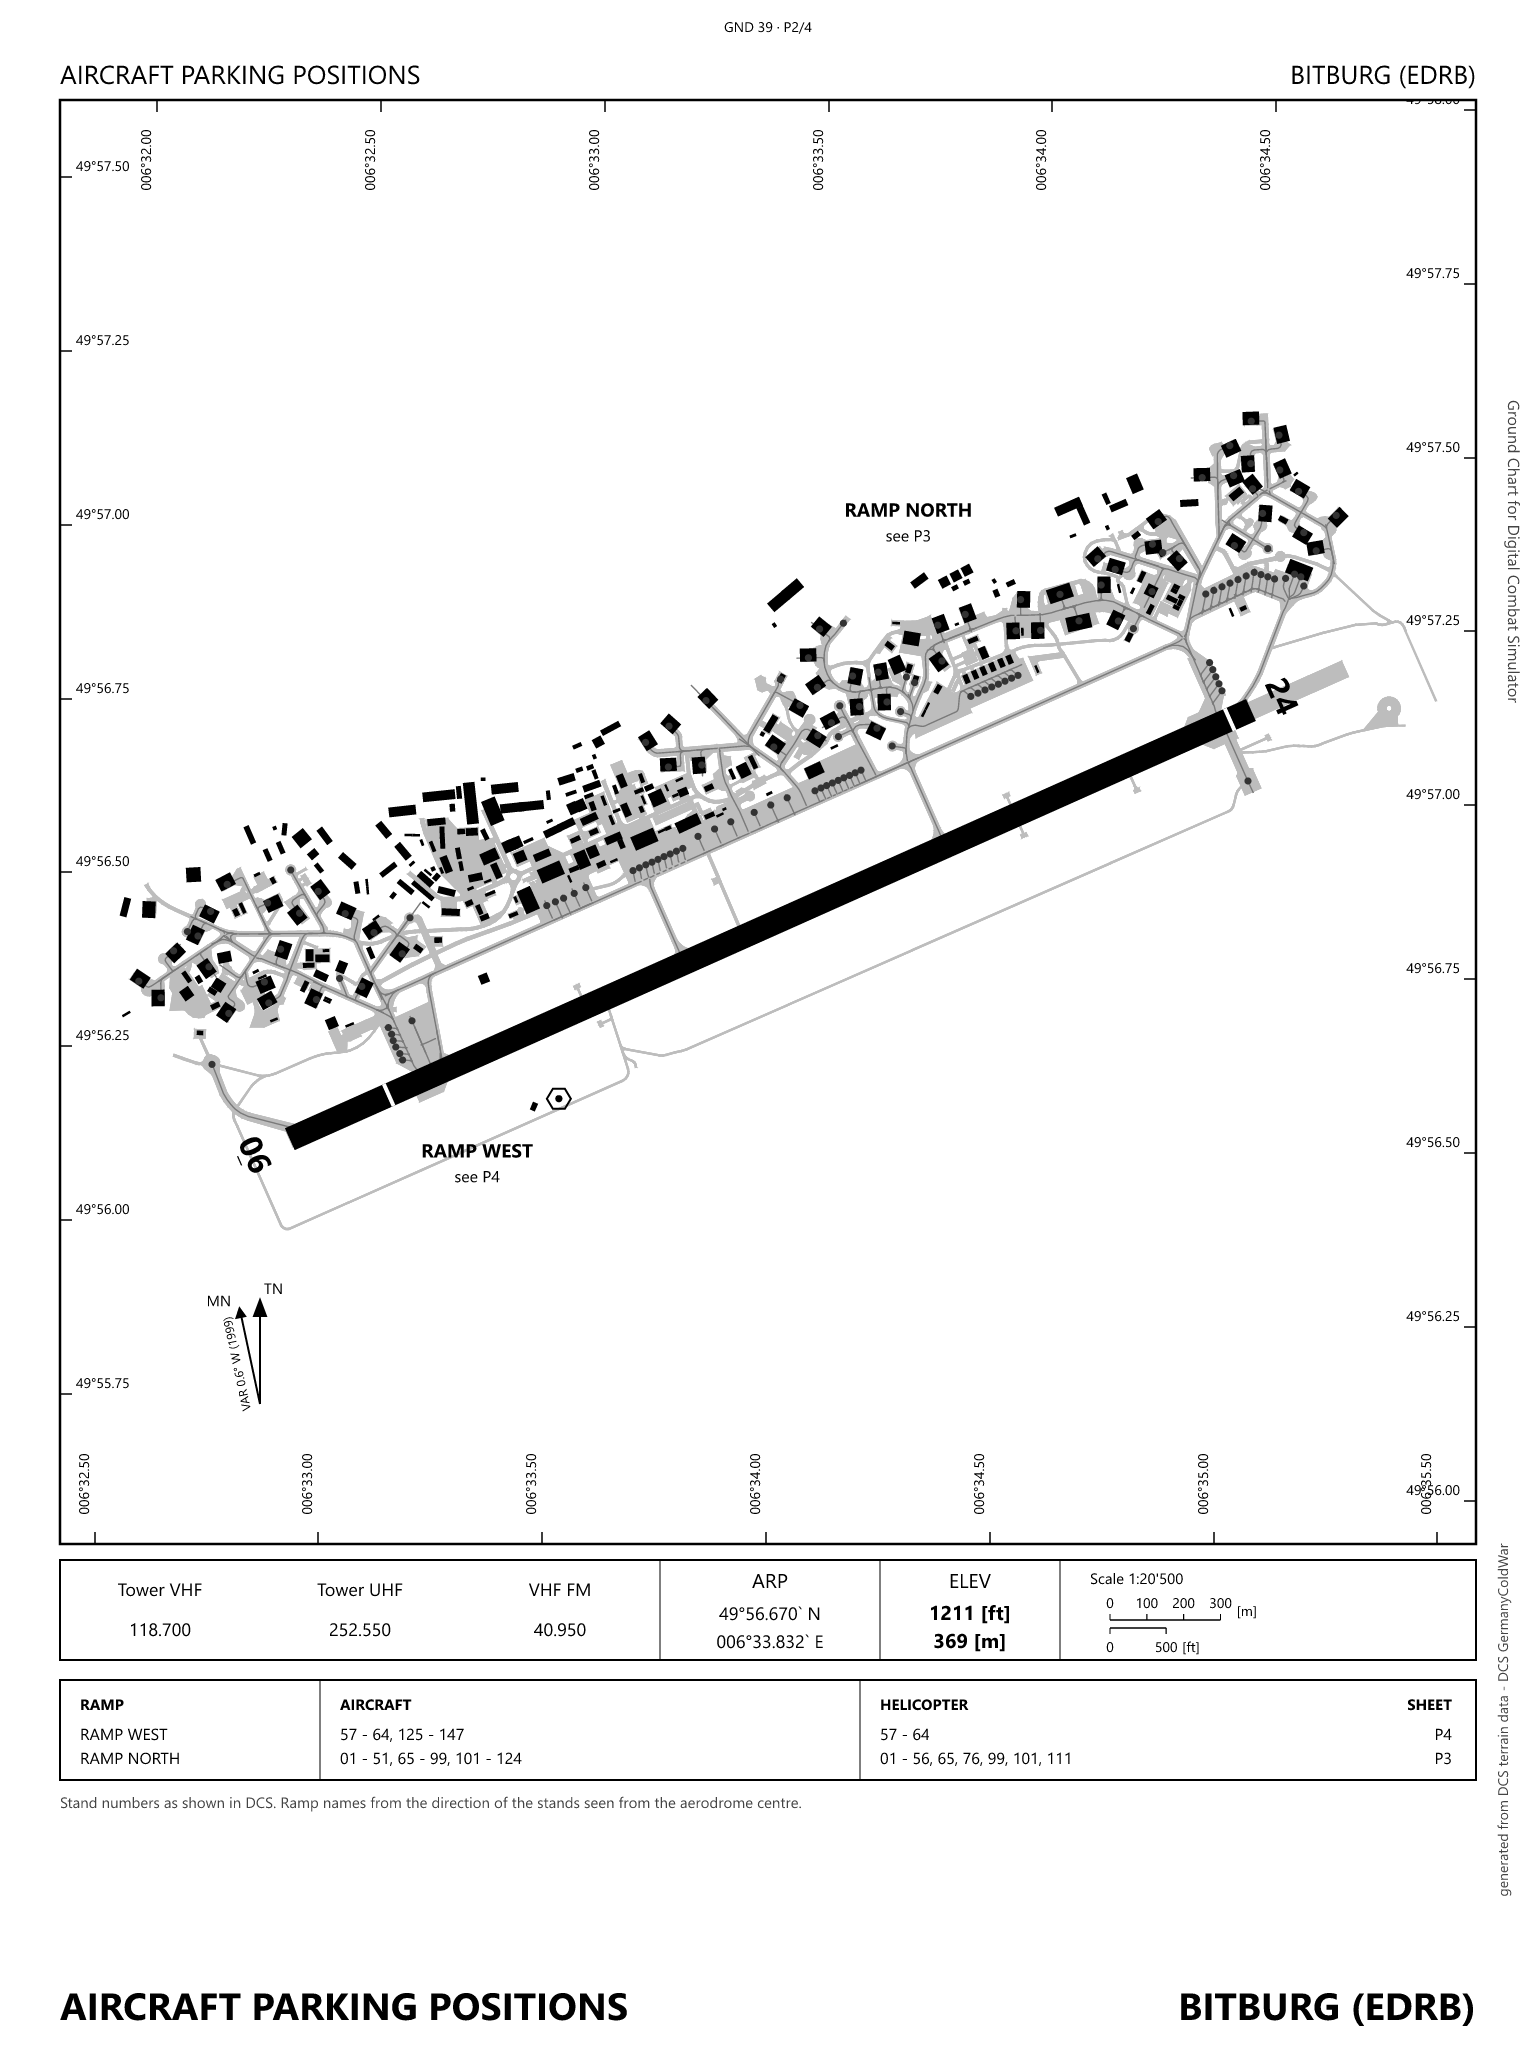 GND 39 · P2/4
AIRCRAFT PARKING POSITIONS
BITBURG (EDRB)
006°32.00
006°32.50
006°33.00
006°33.50
006°34.00
006°34.50
49°58.00
49°57.50
49°57.75
49°57.25
49°57.50
49°57.00
49°57.25
49°56.75
49°57.00
49°56.50
49°56.75
49°56.25
49°56.50
49°56.00
49°56.25
49°55.75
49°56.00
RAMP NORTH
see P3
24
06
RAMP WEST
see P4
MN
TN
VAR 0.6° W (1999)
006°32.50
006°33.00
006°33.50
006°34.00
006°34.50
006°35.00
006°35.50
Ground Chart for Digital Combat Simulator
generated from DCS terrain data - DCS GermanyColdWar
Tower VHF
118.700
Tower UHF
252.550
VHF FM
40.950
ARP
49°56.670` N
006°33.832` E
ELEV
1211 [ft]
369 [m]
Scale 1:20'500
0 100 200 300 [m]
0 500 [ft]
RAMP AIRCRAFT HELICOPTER SHEET
RAMP WEST 57 - 64, 125 - 147 57 - 64 P4
RAMP NORTH 01 - 51, 65 - 99, 101 - 124 01 - 56, 65, 76, 99, 101, 111 P3
Stand numbers as shown in DCS. Ramp names from the direction of the stands seen from the aerodrome centre.
AIRCRAFT PARKING POSITIONS
BITBURG (EDRB)